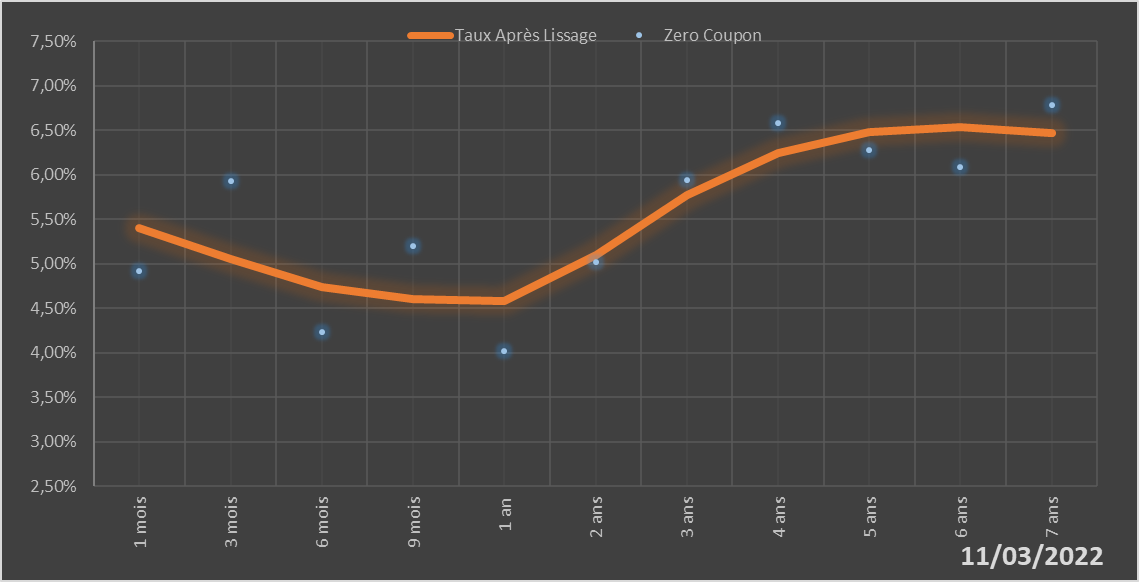 Taux Après Lissage
Zero Coupon
7,50%
7,00%
6,50%
6,00%
5,50%
5,00%
4,50%
4,00%
3,50%
3,00%
2,50%
1 mois
3 mois
6 mois
9 mois
1 an
2 ans
3 ans
4 ans
5 ans
6 ans
7 ans
11/03/2022